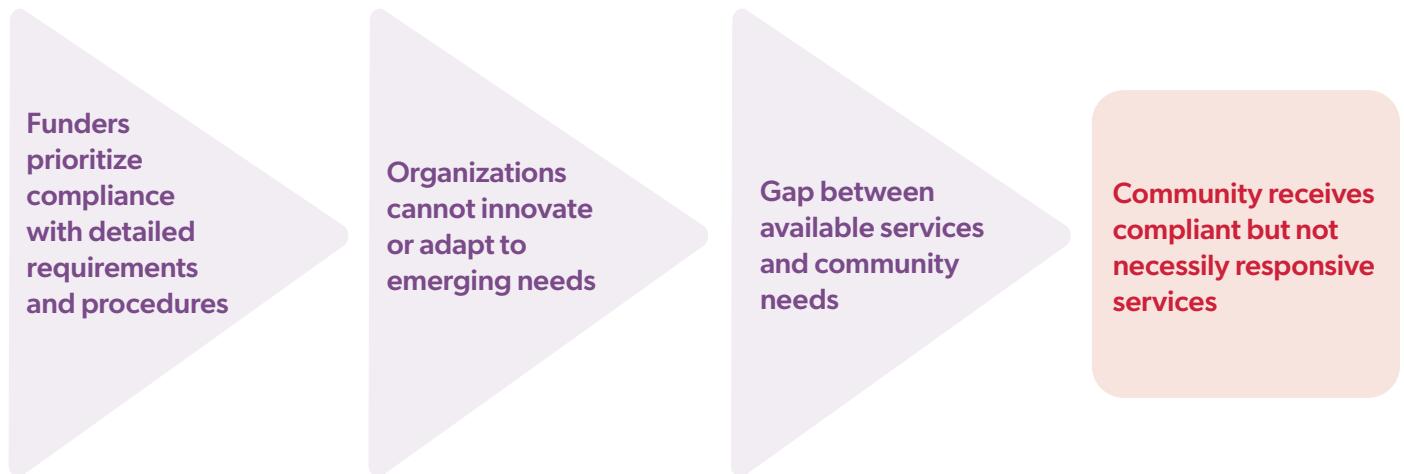 Funders
prioritize
compliance
with detailed
requirements
and procedures
Organizations
cannot innovate
or adapt to
emerging needs
Gap between
available services
and community
needs
Community receives
compliant but not
necessily responsive
services